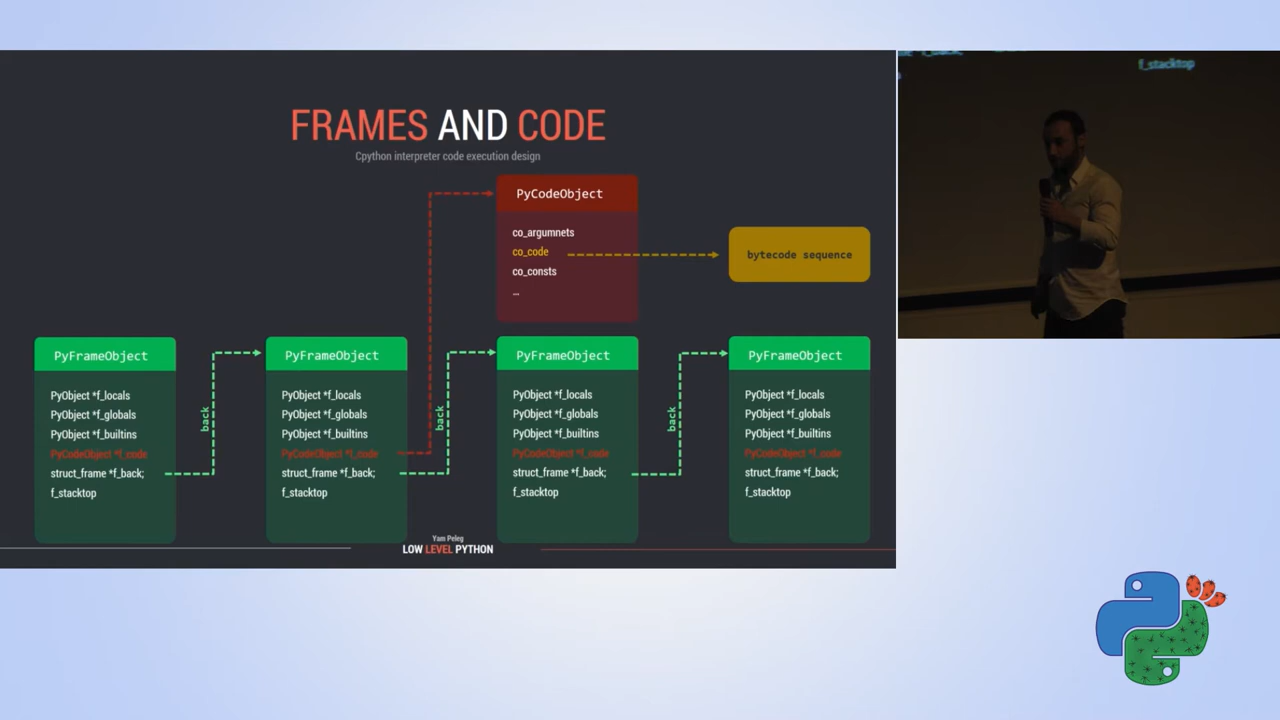 FRAMES AND CODE
Cpython interpreter code execution design
PyCodeObject
co_argumnets
co_code
co_consts
...
bytecode sequence
PyFrameObject
PyObject *f_locals
PyObject *f_globals
PyObject *f_builtins
PyCodeObject *f_code
struct_frame *f_back;
f_stacktop
back
PyFrameObject
PyObject *f_locals
PyObject *f_globals
PyObject *f_builtins
PyCodeObject *f_code
struct_frame *f_back;
f_stacktop
back
PyFrameObject
PyObject *f_locals
PyObject *f_globals
PyObject *f_builtins
PyCodeObject *f_code
struct_frame *f_back;
f_stacktop
back
PyFrameObject
PyObject *f_locals
PyObject *f_globals
PyObject *f_builtins
PyCodeObject *f_code
struct_frame *f_back;
f_stacktop
Yam Peleg
LOW LEVEL PYTHON
f_stacktop